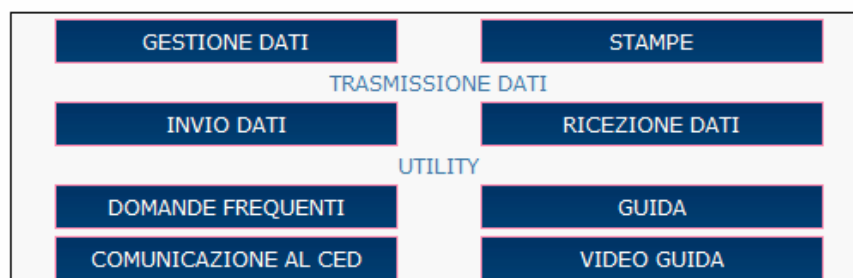 GESTIONE DATI
STAMPE
TRASMISSIONE DATI
INVIO DATI
RICEZIONE DATI
UTILITY
DOMANDE FREQUENTI
GUIDA
COMUNICAZIONE AL CED
VIDEO GUIDA